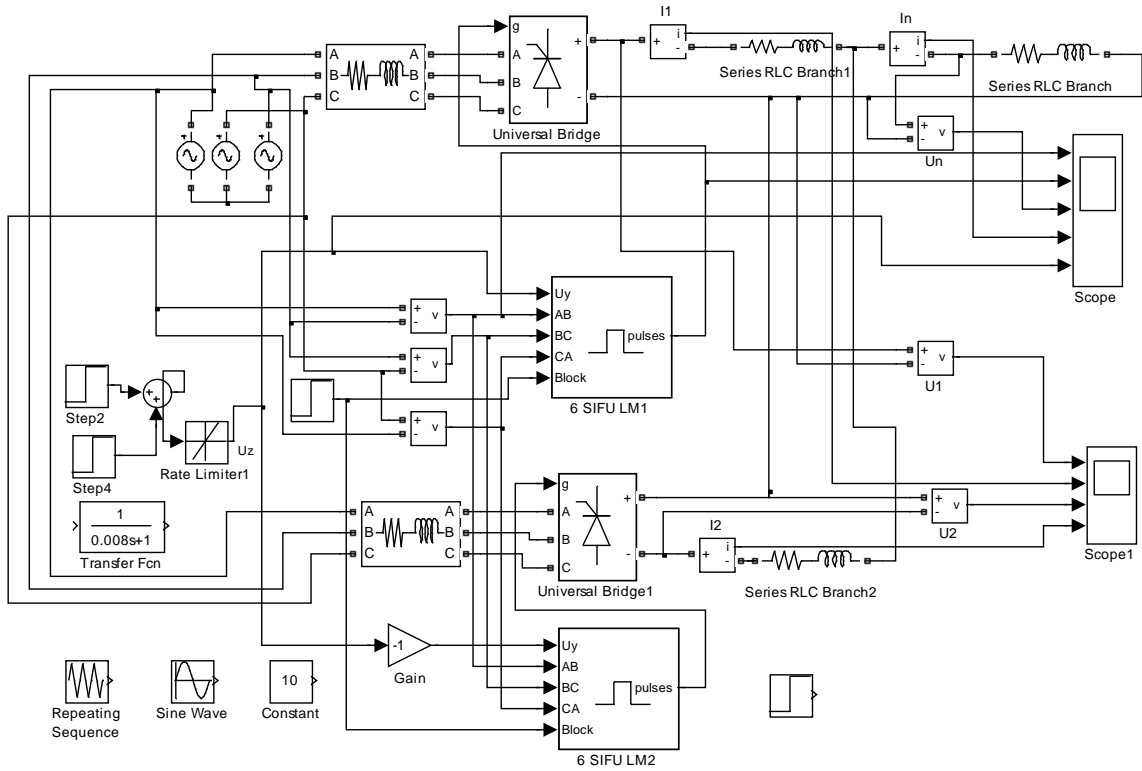 I1
In
g
A
B
C
A
B
C
A
B
C
+
-
+
i
-
+
i
-
Series RLC Branch1
Series RLC Branch
Universal Bridge
+
+
+
+
-
v
Un
Scope
Uy
AB
BC
CA
Block
pulses
6 SIFU LM1
+
-
v
+
-
v
+
-
v
+
-
v
U1
Step2
+
+
Step4
Rate Limiter1
Uz
1
0.008s+1
Transfer Fcn
A
B
C
A
B
C
g
A
B
C
+
-
Universal Bridge1
I2
+
i
-
Series RLC Branch2
+
-
v
U2
Scope1
-1
Gain
Uy
AB
BC
CA
Block
pulses
6 SIFU LM2
Repeating
Sequence
Sine Wave
10
Constant